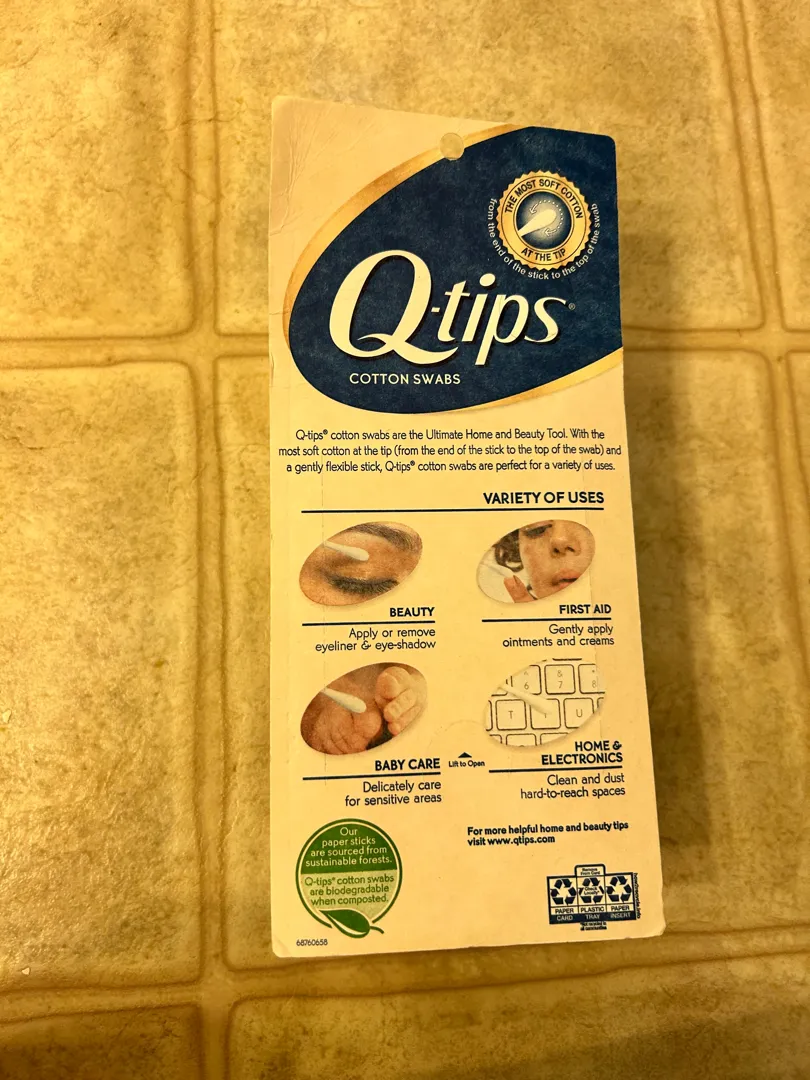 THE MOST SOFT COTTON
AT THE TIP
from the end of the stick to the top of the swab
Q-tips®
COTTON SWABS
Q-tips® cotton swabs are the Ultimate Home and Beauty Tool. With the
most soft cotton at the tip (from the end of the stick to the top of the swab) and
a gently flexible stick, Q-tips® cotton swabs are perfect for a variety of uses.
VARIETY OF USES
BEAUTY
Apply or remove
eyeliner & eye-shadow
FIRST AID
Gently apply
ointments and creams
& *
6 7 8
T Y U
BABY CARE
Delicately care
for sensitive areas
Lift to Open
HOME &
ELECTRONICS
Clean and dust
hard-to-reach spaces
Our
paper sticks
are sourced from
sustainable forests.
Q-tips® cotton swabs
are biodegradable
when composted.
For more helpful home and beauty tips
visit www.qtips.com
PAPER PLASTIC PAPER
CARD TRAY INSERT
68760658